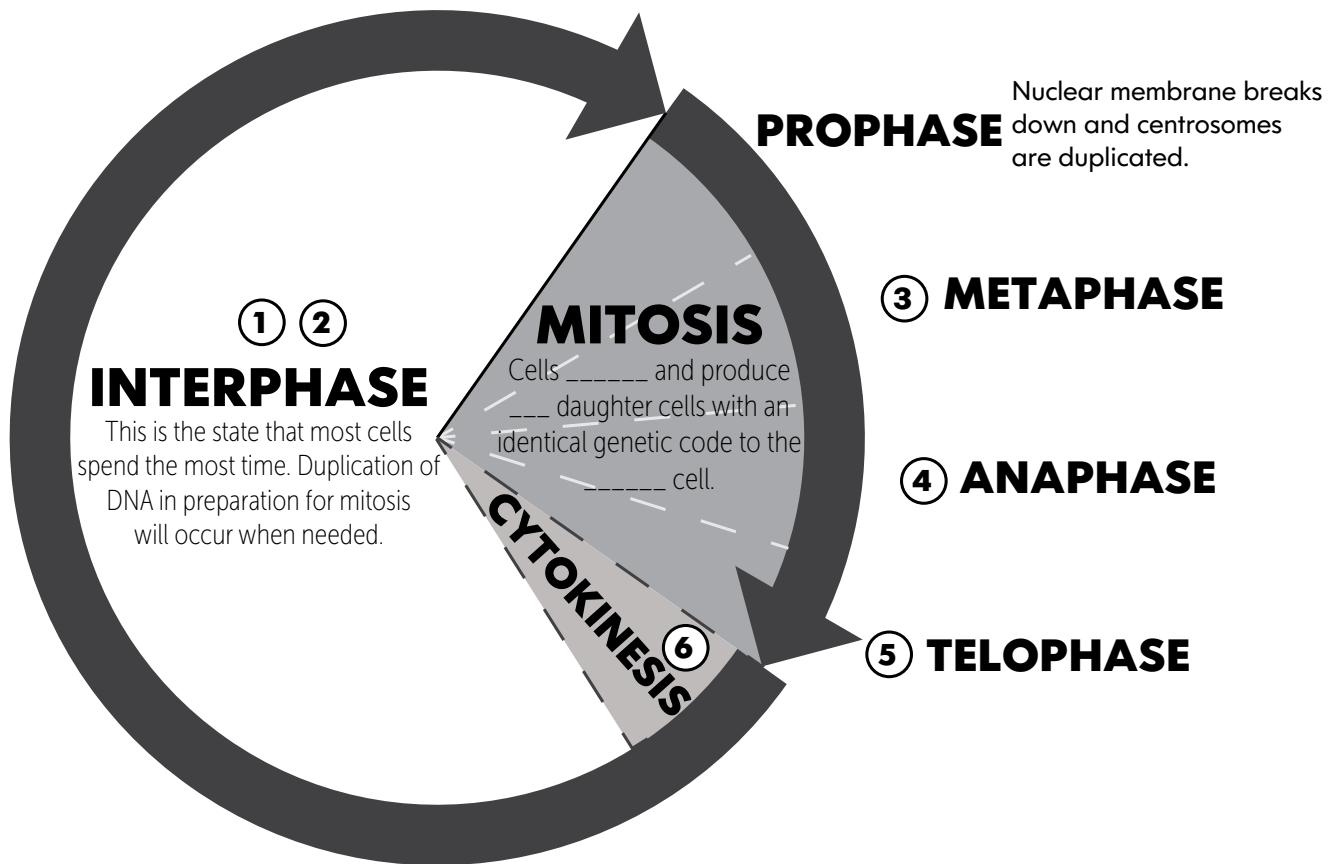 PROPHASE
Nuclear membrane breaks
down and centrosomes
are duplicated.
3 METAPHASE
1 2
INTERPHASE
This is the state that most cells
spend the most time. Duplication of
DNA in preparation for mitosis
will occur when needed.
MITOSIS
Cells ______ and produce
___ daughter cells with an
identical genetic code to the
______ cell.
4 ANAPHASE
CYTOKINESIS
6
5 TELOPHASE